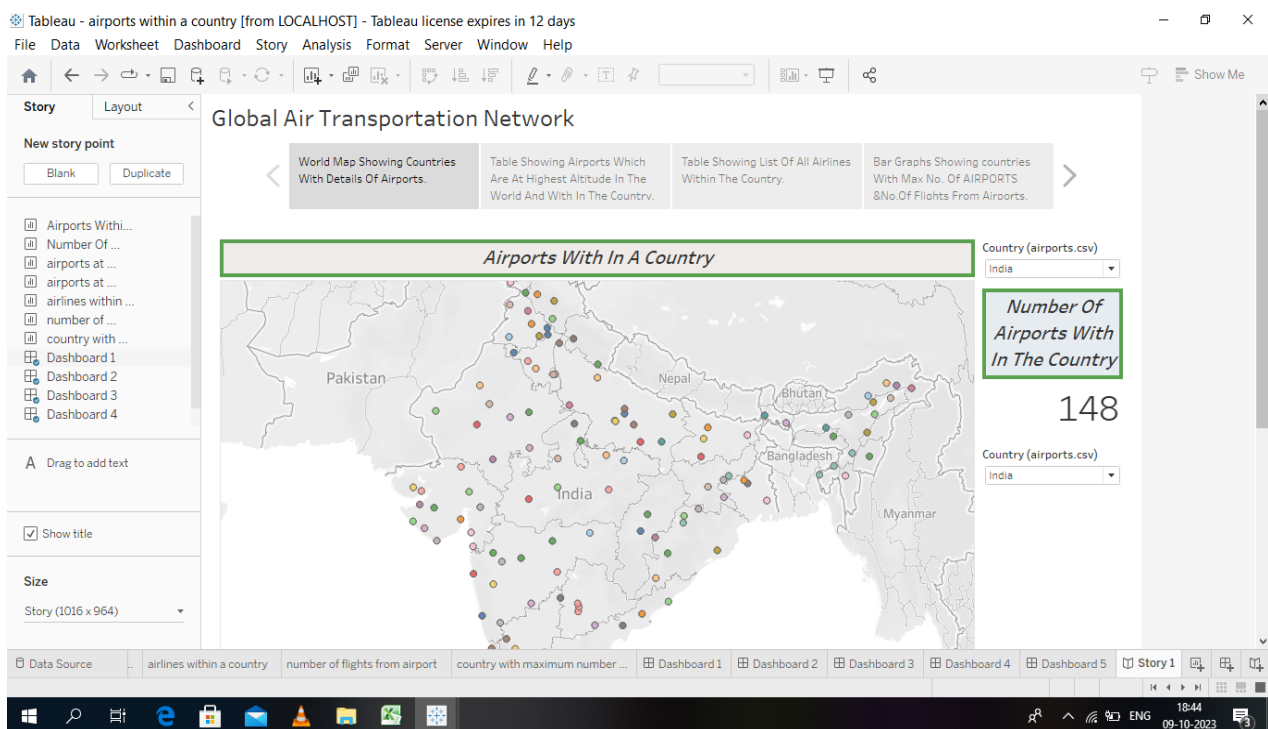 Tableau - airports within a country [from LOCALHOST] - Tableau license expires in 12 days
File Data Worksheet Dashboard Story Analysis Format Server Window Help
Show Me
Story Layout
New story point
Blank Duplicate
Airports Withi...
Number Of ...
airports at ...
airports at ...
airlines within ...
number of ...
country with ...
Dashboard 1
Dashboard 2
Dashboard 3
Dashboard 4
A Drag to add text
Show title
Size
Story (1016 x 964)
Global Air Transportation Network
World Map Showing Countries
With Details Of Airports.
Table Showing Airports Which
Are At Highest Altitude In The
World And With In The Country.
Table Showing List Of All Airlines
Within The Country.
Bar Graphs Showing countries
With Max No. Of AIRPORTS
&No.Of Flights From Airports.
Airports With In A Country
Pakistan
Nepal
Bhutan
Bangladesh
India
Myanmar
Country (airports.csv)
India
Number Of
Airports With
In The Country
148
Country (airports.csv)
India
Data Source .. airlines within a country number of flights from airport country with maximum number ... Dashboard 1 Dashboard 2 Dashboard 3 Dashboard 4 Dashboard 5 Story 1
ENG
18:44
09-10-2023
3